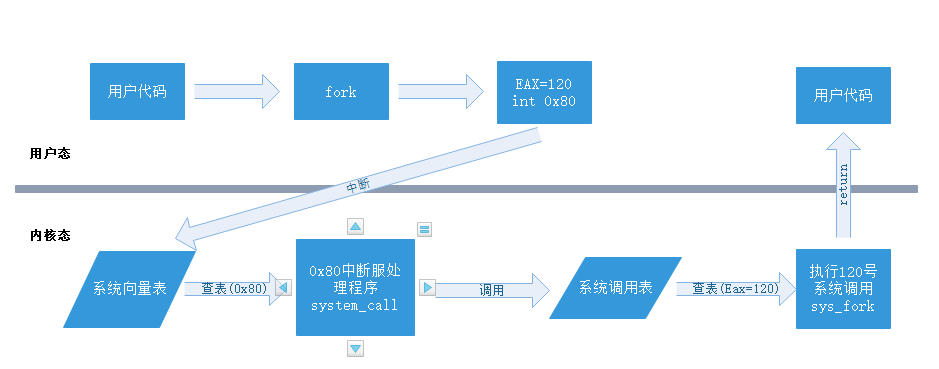 用户代码
fork
EAX=120
int 0x80
用户代码
用户态
中断
return
内核态
系统向量表
查表(0x80)
0x80中断服处
理程序
system_call
调用
系统调用表
查表(Eax=120)
执行120号
系统调用
sys_fork